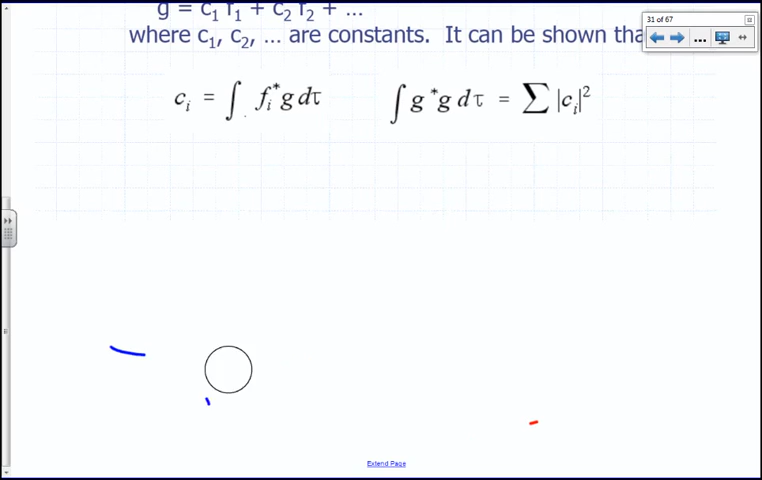 g = c₁ f₁ + c₂ f₂ + ...
where c₁, c₂, ... are constants. It can be shown tha
cᵢ = ∫ fᵢ*g dτ    ∫ g *g dτ = ∑ |cᵢ|²
31 of 67
...
Extend Page